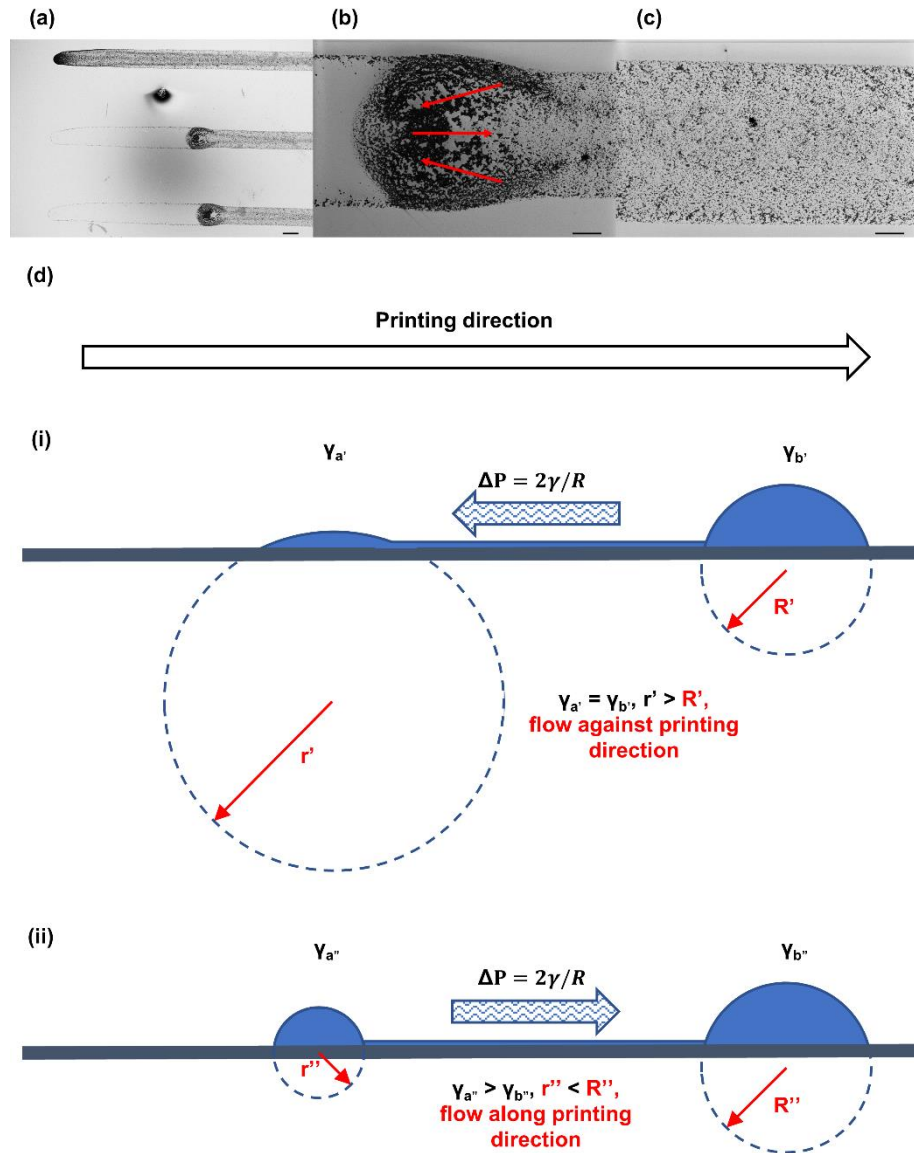 (a) (b) (c)
(d)
Printing direction
(i)
γa' γb'
ΔP = 2γ/R
R'
γa' = γb', r' > R',
flow against printing
direction
r'
(ii)
γa'' γb''
ΔP = 2γ/R
r''
γa'' > γb'', r'' < R'',
flow along printing
direction
R''